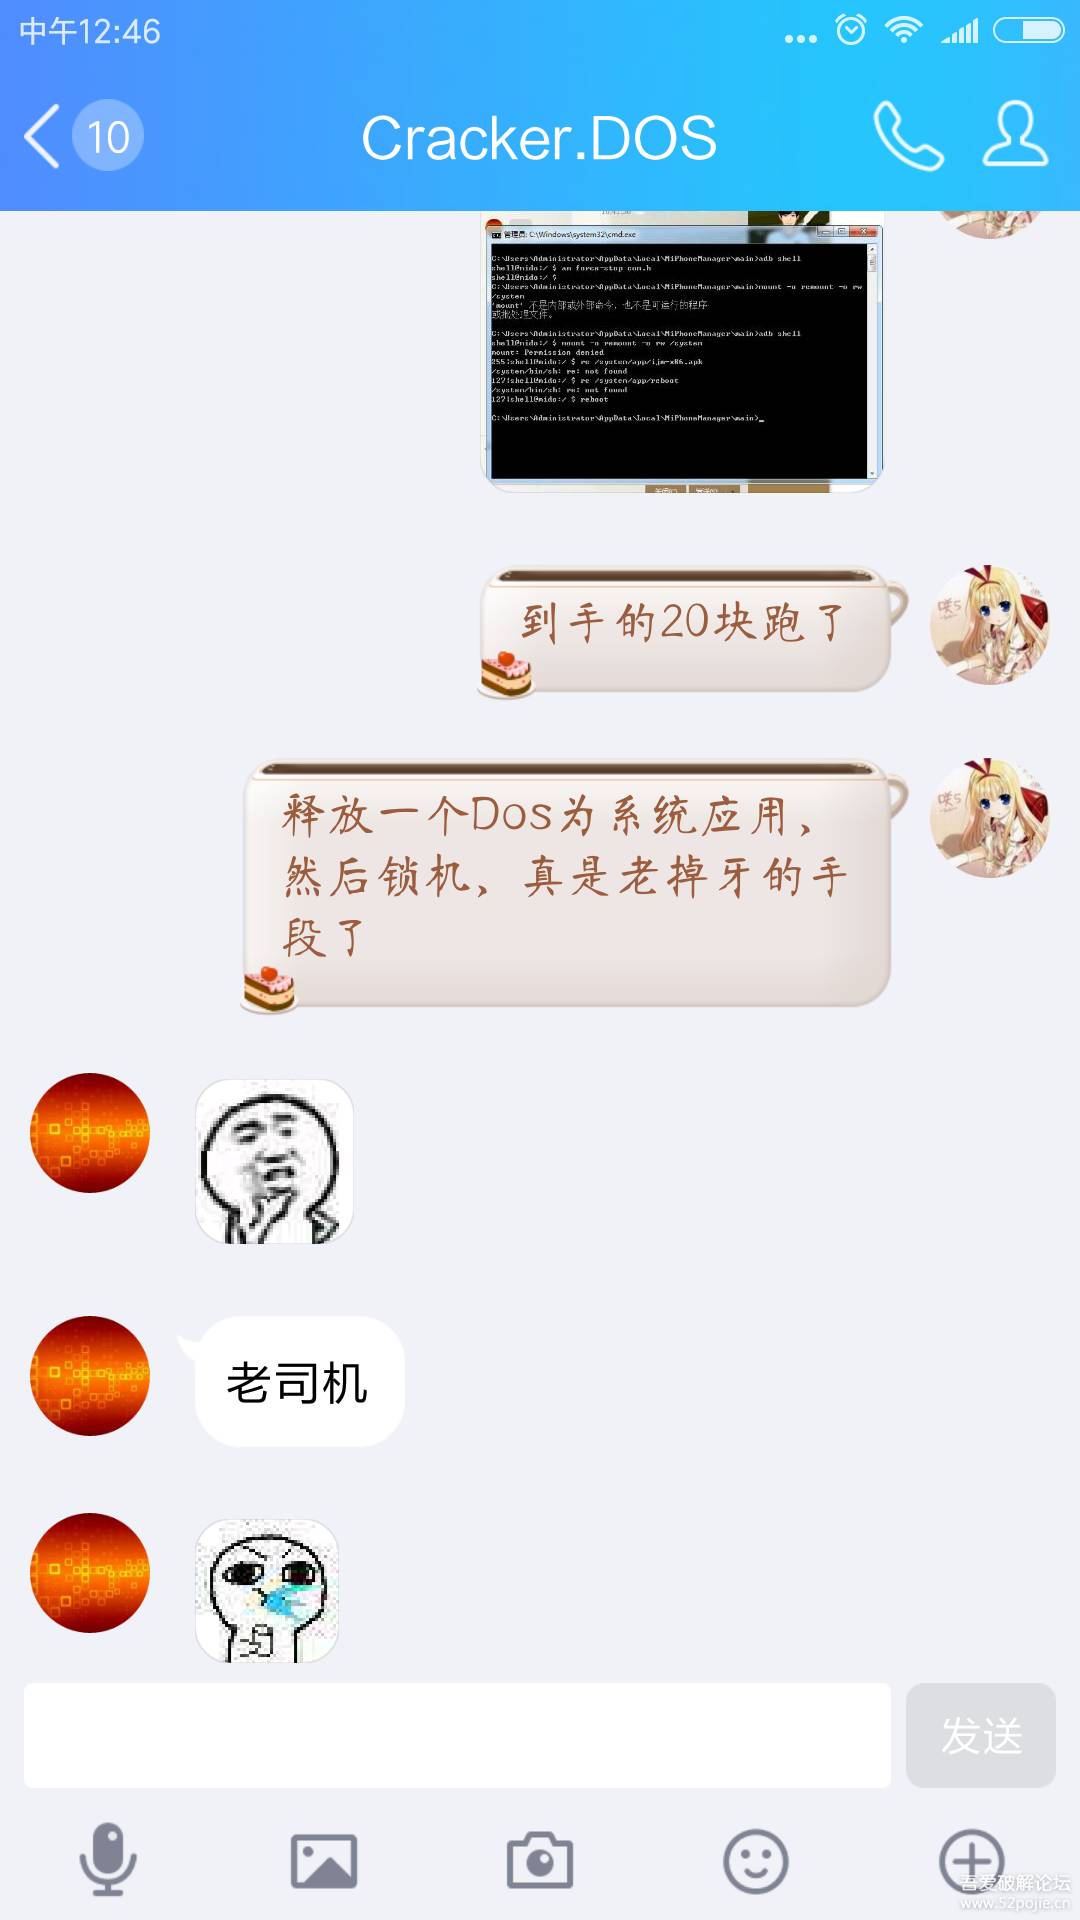 中午12:46
10
Cracker.DOS
管理员: C:\Windows\system32\cmd.exe
C:\Users\Administrator\AppData\Local\MiPhoneManager\main>adb shell
shell@mido:/ $ am force-stop com.h
shell@mido:/ $
C:\Users\Administrator\AppData\Local\MiPhoneManager\main>mount -o remount -o rw
/system
'mount' 不是内部或外部命令，也不是可运行的程序
或批处理文件。
C:\Users\Administrator\AppData\Local\MiPhoneManager\main>adb shell
shell@mido:/ $ mount -o remount -o rw /system
mount: Permission denied
255|shell@mido:/ $ re /system/app/ijm-x86.apk
/system/bin/sh: re: not found
127|shell@mido:/ $ re /system/app/reboot
/system/bin/sh: re: not found
127|shell@mido:/ $ reboot
C:\Users\Administrator\AppData\Local\MiPhoneManager\main>_
到手的20块跑了
释放一个Dos为系统应用，
然后锁机，真是老掉牙的手
段了
老司机
发送
吾爱破解论坛
www.52pojie.cn